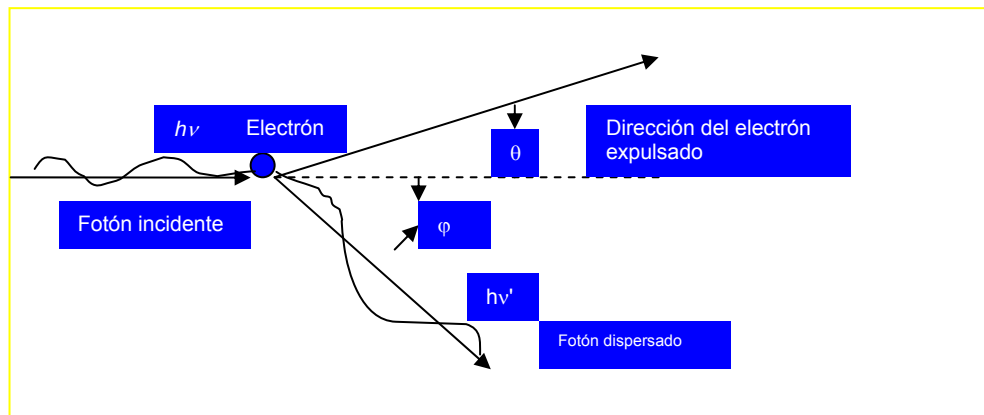 hν Electrón
θ
Dirección del electrón
expulsado
Fotón incidente
φ
hν'
Fotón dispersado